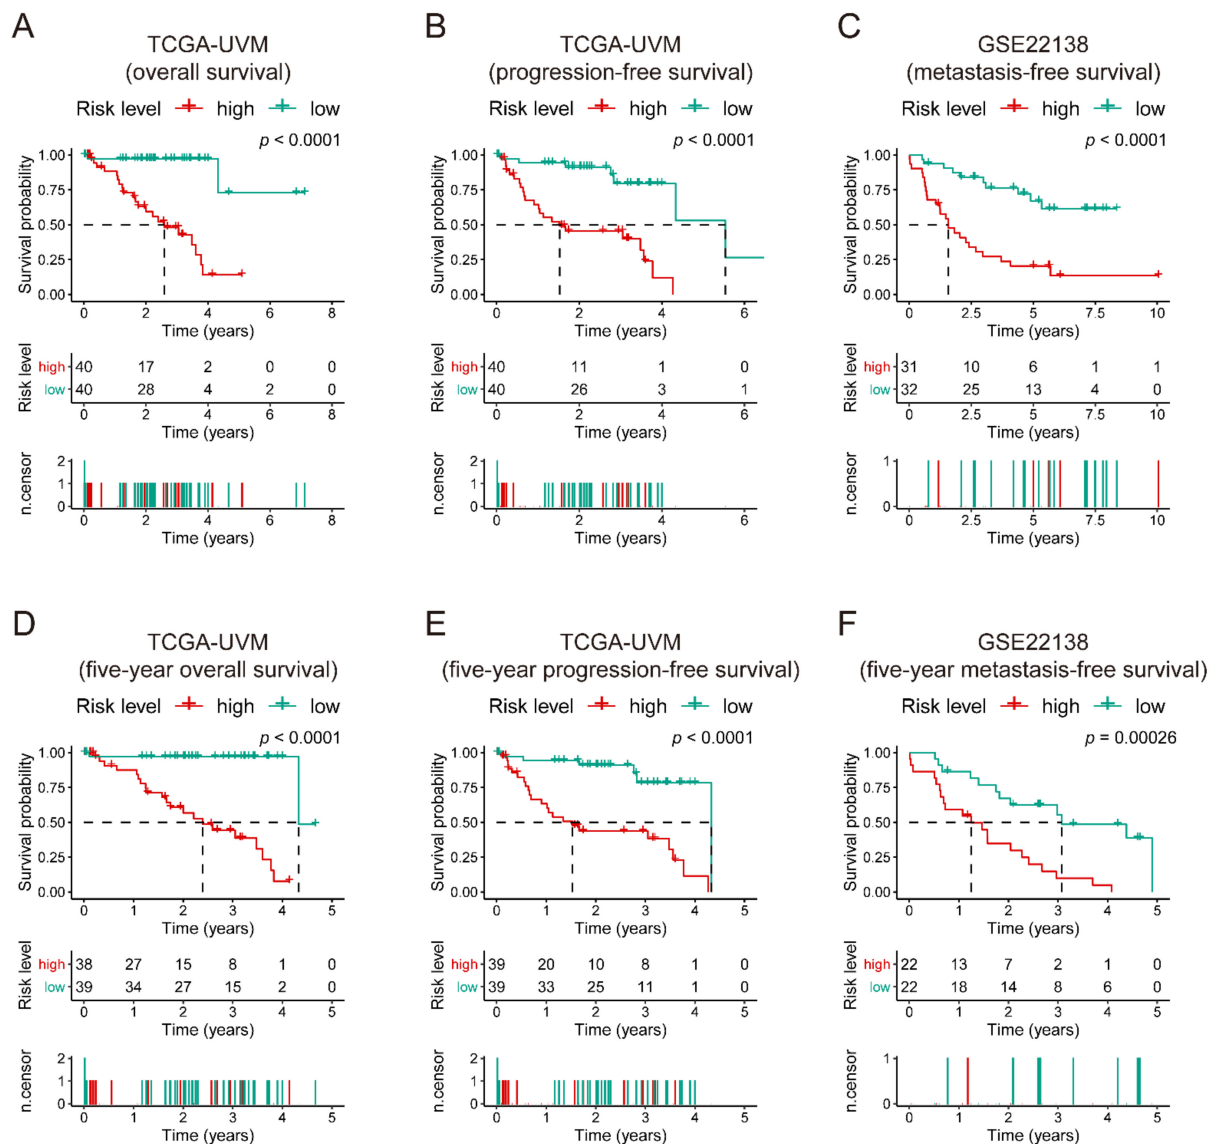 A
TCGA-UVM
(overall survival)
Risk level high low
p < 0.0001
Survival probability
1.00
0.75
0.50
0.25
0.00
0 2 4 6 8
Time (years)
Risk level
high 40 17 2 0 0
low 40 28 4 2 0
0 2 4 6 8
Time (years)
n.censor
2
1
0
0 2 4 6 8
Time (years)
B
TCGA-UVM
(progression-free survival)
Risk level high low
p < 0.0001
Survival probability
1.00
0.75
0.50
0.25
0.00
0 2 4 6
Time (years)
Risk level
high 40 11 1 0
low 40 26 3 1
0 2 4 6
Time (years)
n.censor
2
1
0
0 2 4 6
Time (years)
C
GSE22138
(metastasis-free survival)
Risk level high low
p < 0.0001
Survival probability
1.00
0.75
0.50
0.25
0.00
0 2.5 5 7.5 10
Time (years)
Risk level
high 31 10 6 1 1
low 32 25 13 4 0
0 2.5 5 7.5 10
Time (years)
n.censor
1
0
0 2.5 5 7.5 10
Time (years)
D
TCGA-UVM
(five-year overall survival)
Risk level high low
p < 0.0001
Survival probability
1.00
0.75
0.50
0.25
0.00
0 1 2 3 4 5
Time (years)
Risk level
high 38 27 15 8 1 0
low 39 34 27 15 2 0
0 1 2 3 4 5
Time (years)
n.censor
2
1
0
0 1 2 3 4 5
Time (years)
E
TCGA-UVM
(five-year progression-free survival)
Risk level high low
p < 0.0001
Survival probability
1.00
0.75
0.50
0.25
0.00
0 1 2 3 4 5
Time (years)
Risk level
high 39 20 10 8 1 0
low 39 33 25 11 1 0
0 1 2 3 4 5
Time (years)
n.censor
2
1
0
0 1 2 3 4 5
Time (years)
F
GSE22138
(five-year metastasis-free survival)
Risk level high low
p = 0.00026
Survival probability
1.00
0.75
0.50
0.25
0.00
0 1 2 3 4 5
Time (years)
Risk level
high 22 13 7 2 1 0
low 22 18 14 8 6 0
0 1 2 3 4 5
Time (years)
n.censor
1
0
0 1 2 3 4 5
Time (years)